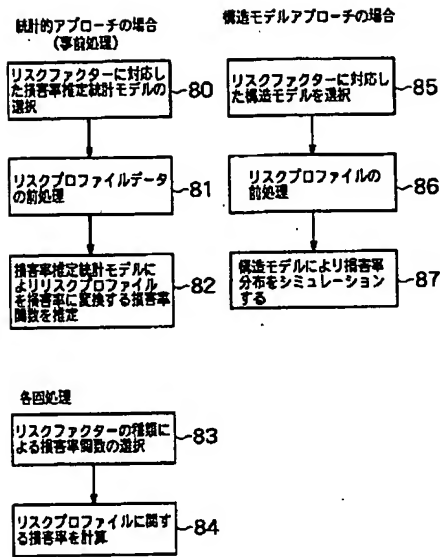 統計的アプローチの場合
(事前処理)
リスクファクターに対応し
た損害率推定統計モデルの
選択
80
リスクプロファイルデータ
の前処理
81
損害率推定統計モデルに
よりリスクプロファイル
を損害率に変換する損害率
関数を推定
82
各回処理
リスクファクターの種類に
よる損害率関数の選択
83
リスクプロファイルに関す
る損害率を計算
84
構造モデルアプローチの場合
リスクファクターに対応し
た構造モデルを選択
85
リスクプロファイルの
前処理
86
構造モデルにより損害率
分布をシミュレーション
する
87